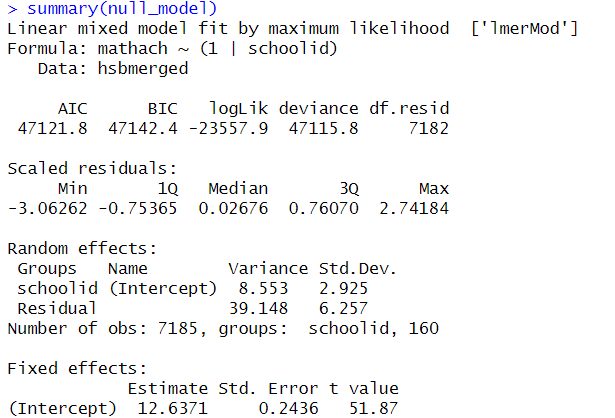 > summary(null_model)
Linear mixed model fit by maximum likelihood  ['lmerMod']
Formula: mathach ~ (1 | schoolid)
   Data: hsbmerged

     AIC      BIC   logLik deviance df.resid
 47121.8  47142.4 -23557.9  47115.8     7182

Scaled residuals:
     Min       1Q   Median       3Q      Max
-3.06262 -0.75365  0.02676  0.76070  2.74184

Random effects:
 Groups   Name        Variance Std.Dev.
 schoolid (Intercept)  8.553   2.925
 Residual             39.148   6.257
Number of obs: 7185, groups:  schoolid, 160

Fixed effects:
            Estimate Std. Error t value
(Intercept)  12.6371     0.2436   51.87